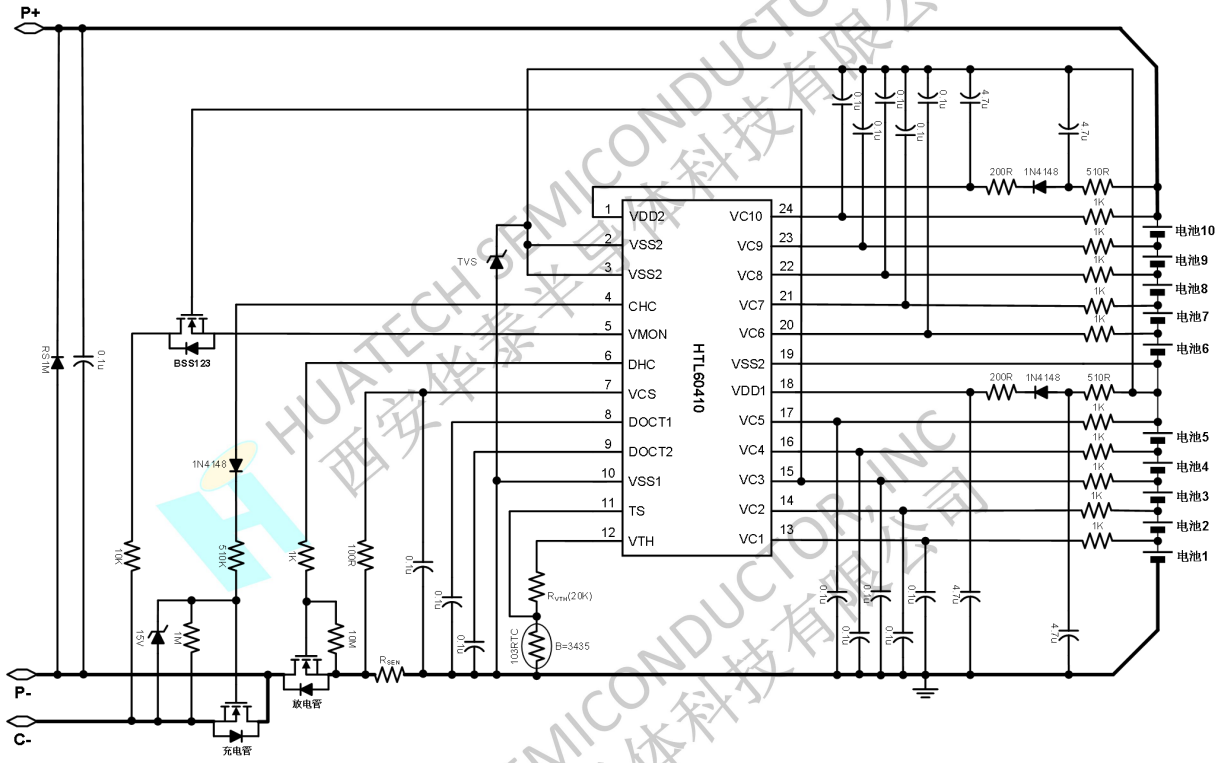 P+
0.1u
0.1u
0.1u
0.1u
0.1u
4.7u
4.7u
200R
1N4148
510R
1K
1K
1K
1K
1K
电池10
电池9
电池8
电池7
电池6
1 VDD2
2 VSS2
3 VSS2
4 CHC
5 VMON
6 DHC
7 VCS
8 DOCT1
9 DOCT2
10 VSS1
11 TS
12 VTH
HTL60410
VC10 24
VC9 23
VC8 22
VC7 21
VC6 20
VSS2 19
VDD1 18
VC5 17
VC4 16
VC3 15
VC2 14
VC1 13
200R
1N4148
510R
1K
1K
1K
1K
1K
电池5
电池4
电池3
电池2
电池1
TVS
BSS123
RS1M
0.1u
1N4148
10K
510K
1K
100R
0.1u
0.1u
0.1u
RVTH(20K)
103RTC
B=3435
15V
1M
10M
RSEN
0.1u
0.1u
0.1u
0.1u
0.1u
4.7u
4.7u
P-
放电管
C-
充电管
HUATECH SEMICONDUCTOR, INC
西安华泰半导体科技有限公司